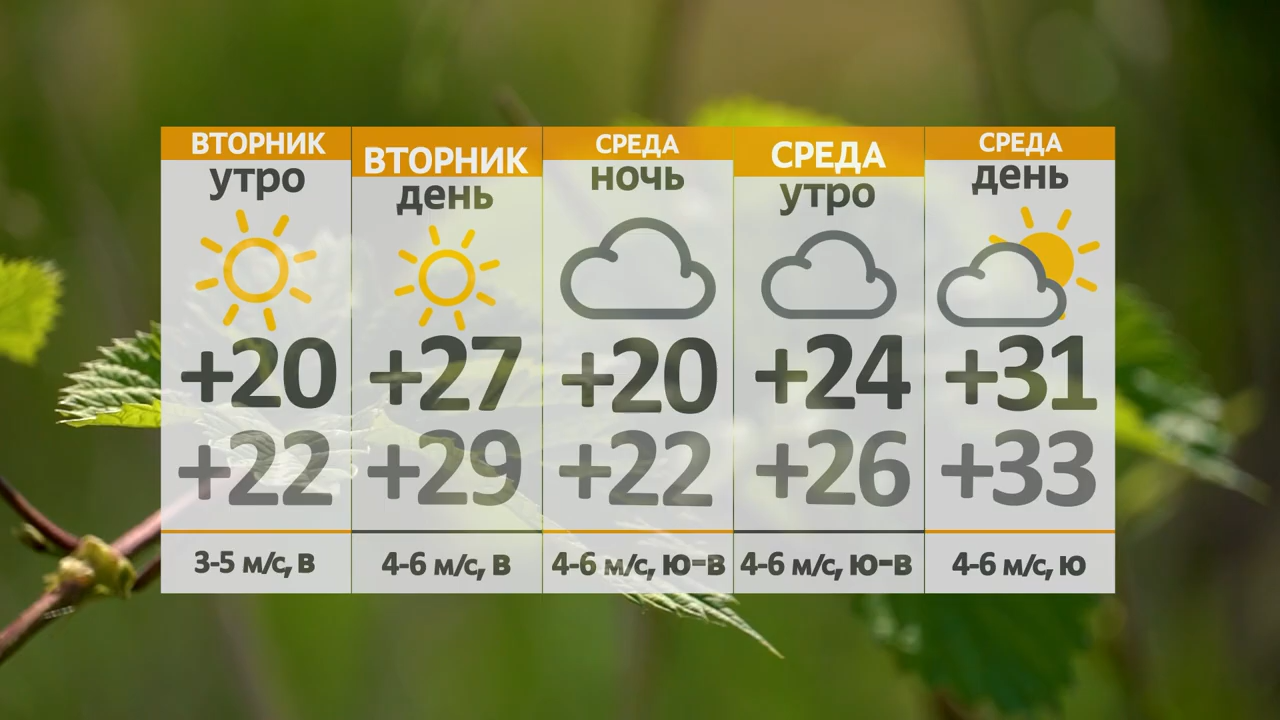 ВТОРНИК
утро
+20
+22
3-5 м/с, в
ВТОРНИК
день
+27
+29
4-6 м/с, в
СРЕДА
ночь
+20
+22
4-6 м/с, ю-в
СРЕДА
утро
+24
+26
4-6 м/с, ю-в
СРЕДА
день
+31
+33
4-6 м/с, ю